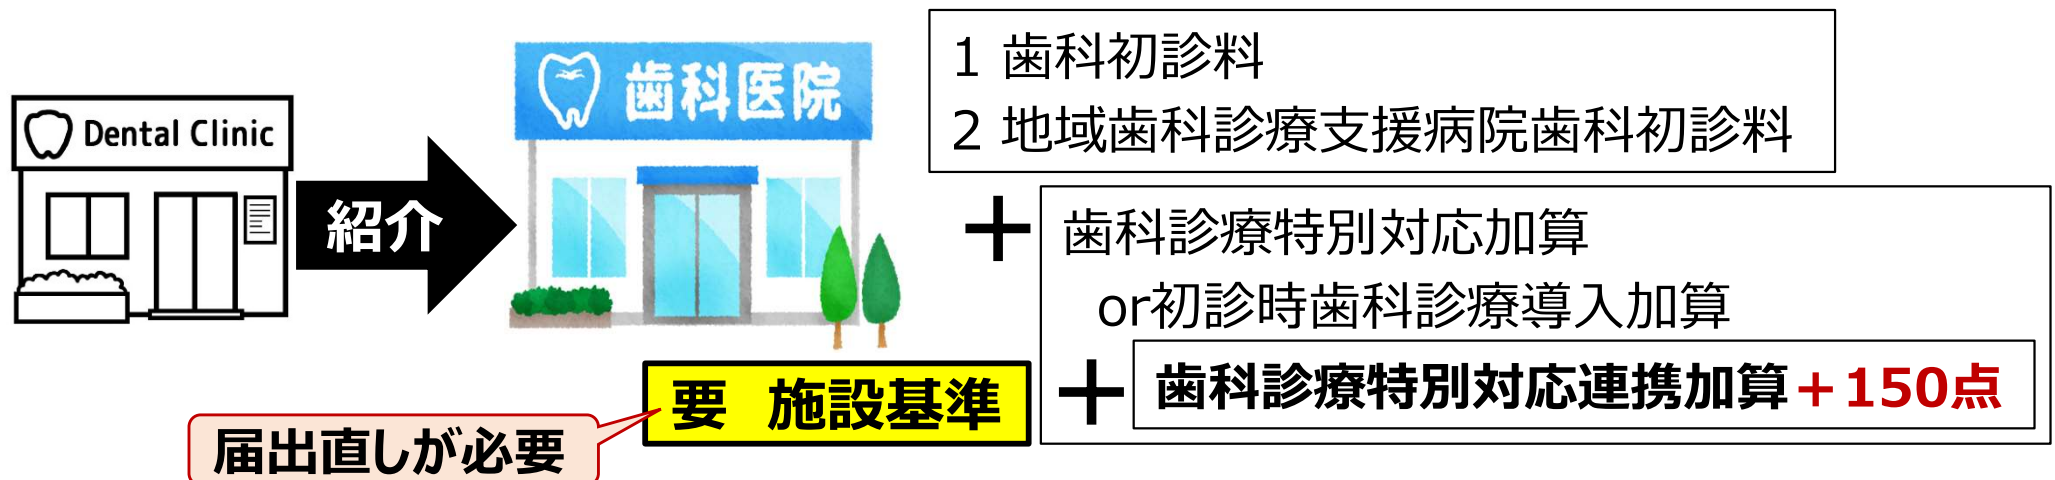 Dental Clinic
紹介
歯科医院
1 歯科初診料
2 地域歯科診療支援病院歯科初診料
＋
歯科診療特別対応加算
or初診時歯科診療導入加算
＋
歯科診療特別対応連携加算＋150点
要 施設基準
届出直しが必要